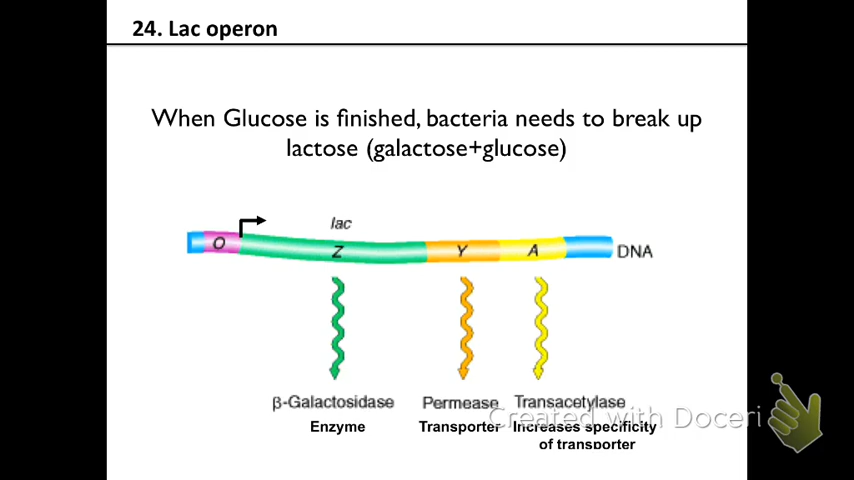 24. Lac operon
When Glucose is finished, bacteria needs to break up
lactose (galactose+glucose)
lac
O Z Y A DNA
β-Galactosidase Permease Transacetylase
Enzyme Transporter Increases specificity
of transporter
Created with Doceri